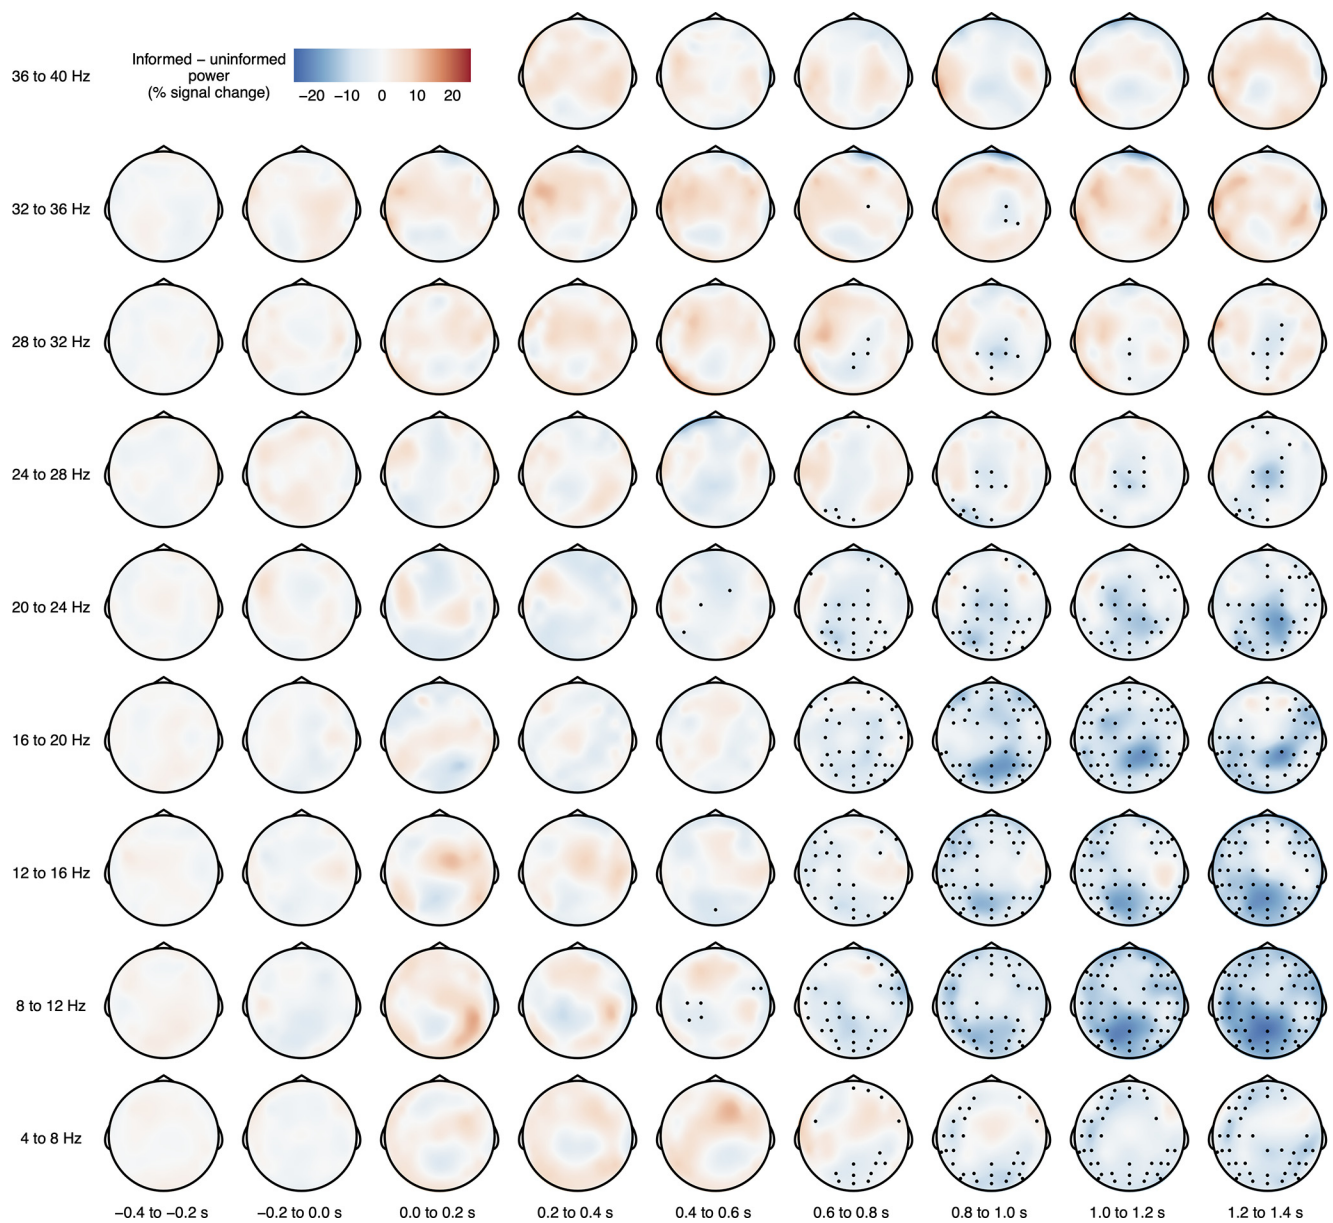 Informed − uninformed
power
(% signal change)
−20 −10 0 10 20
36 to 40 Hz
32 to 36 Hz
28 to 32 Hz
24 to 28 Hz
20 to 24 Hz
16 to 20 Hz
12 to 16 Hz
8 to 12 Hz
4 to 8 Hz
−0.4 to −0.2 s −0.2 to 0.0 s 0.0 to 0.2 s 0.2 to 0.4 s 0.4 to 0.6 s 0.6 to 0.8 s 0.8 to 1.0 s 1.0 to 1.2 s 1.2 to 1.4 s